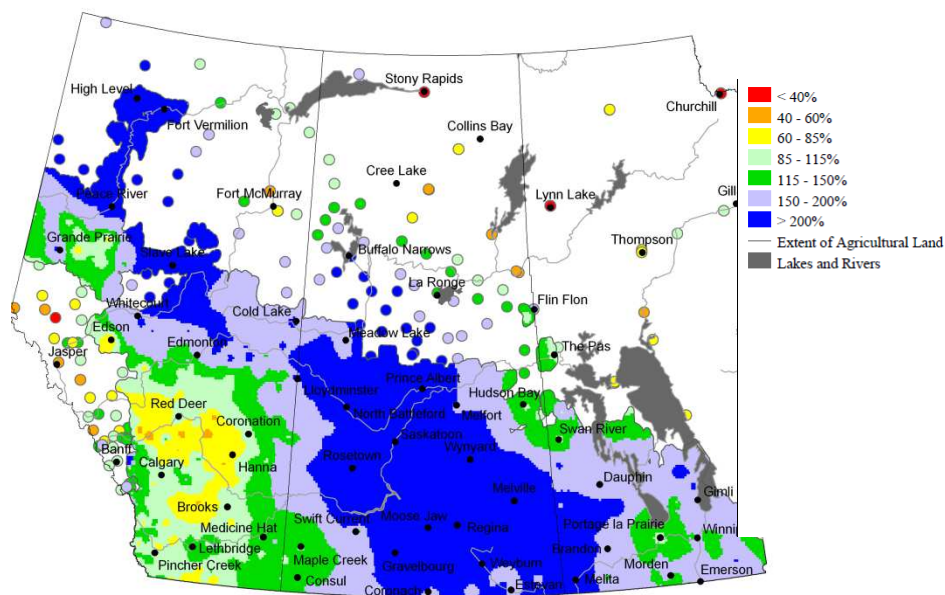 High Level
Fort Vermilion
Stony Rapids
Churchill
Collins Bay
Cree Lake
Peace River
Fort McMurray
Lynn Lake
Gill
Grande Prairie
Slave Lake
Buffalo Narrows
Thompson
La Ronge
Whitecourt
Cold Lake
Flin Flon
Edson
Edmonton
Meadow Lake
The Pas
Jasper
Lloydminster
Prince Albert
Hudson Bay
Red Deer
North Battleford
Melfort
Coronation
Saskatoon
Swan River
Banff
Calgary
Hanna
Rosetown
Wynyard
Dauphin
Gimli
Brooks
Melville
Medicine Hat
Swift Current
Moose Jaw
Regina
Portage la Prairie
Winnip
Lethbridge
Maple Creek
Brandon
Pincher Creek
Consul
Gravelbourg
Weyburn
Morden
Emerson
Coronach
Estevan
Melita
< 40%
40 - 60%
60 - 85%
85 - 115%
115 - 150%
150 - 200%
> 200%
Extent of Agricultural Land
Lakes and Rivers